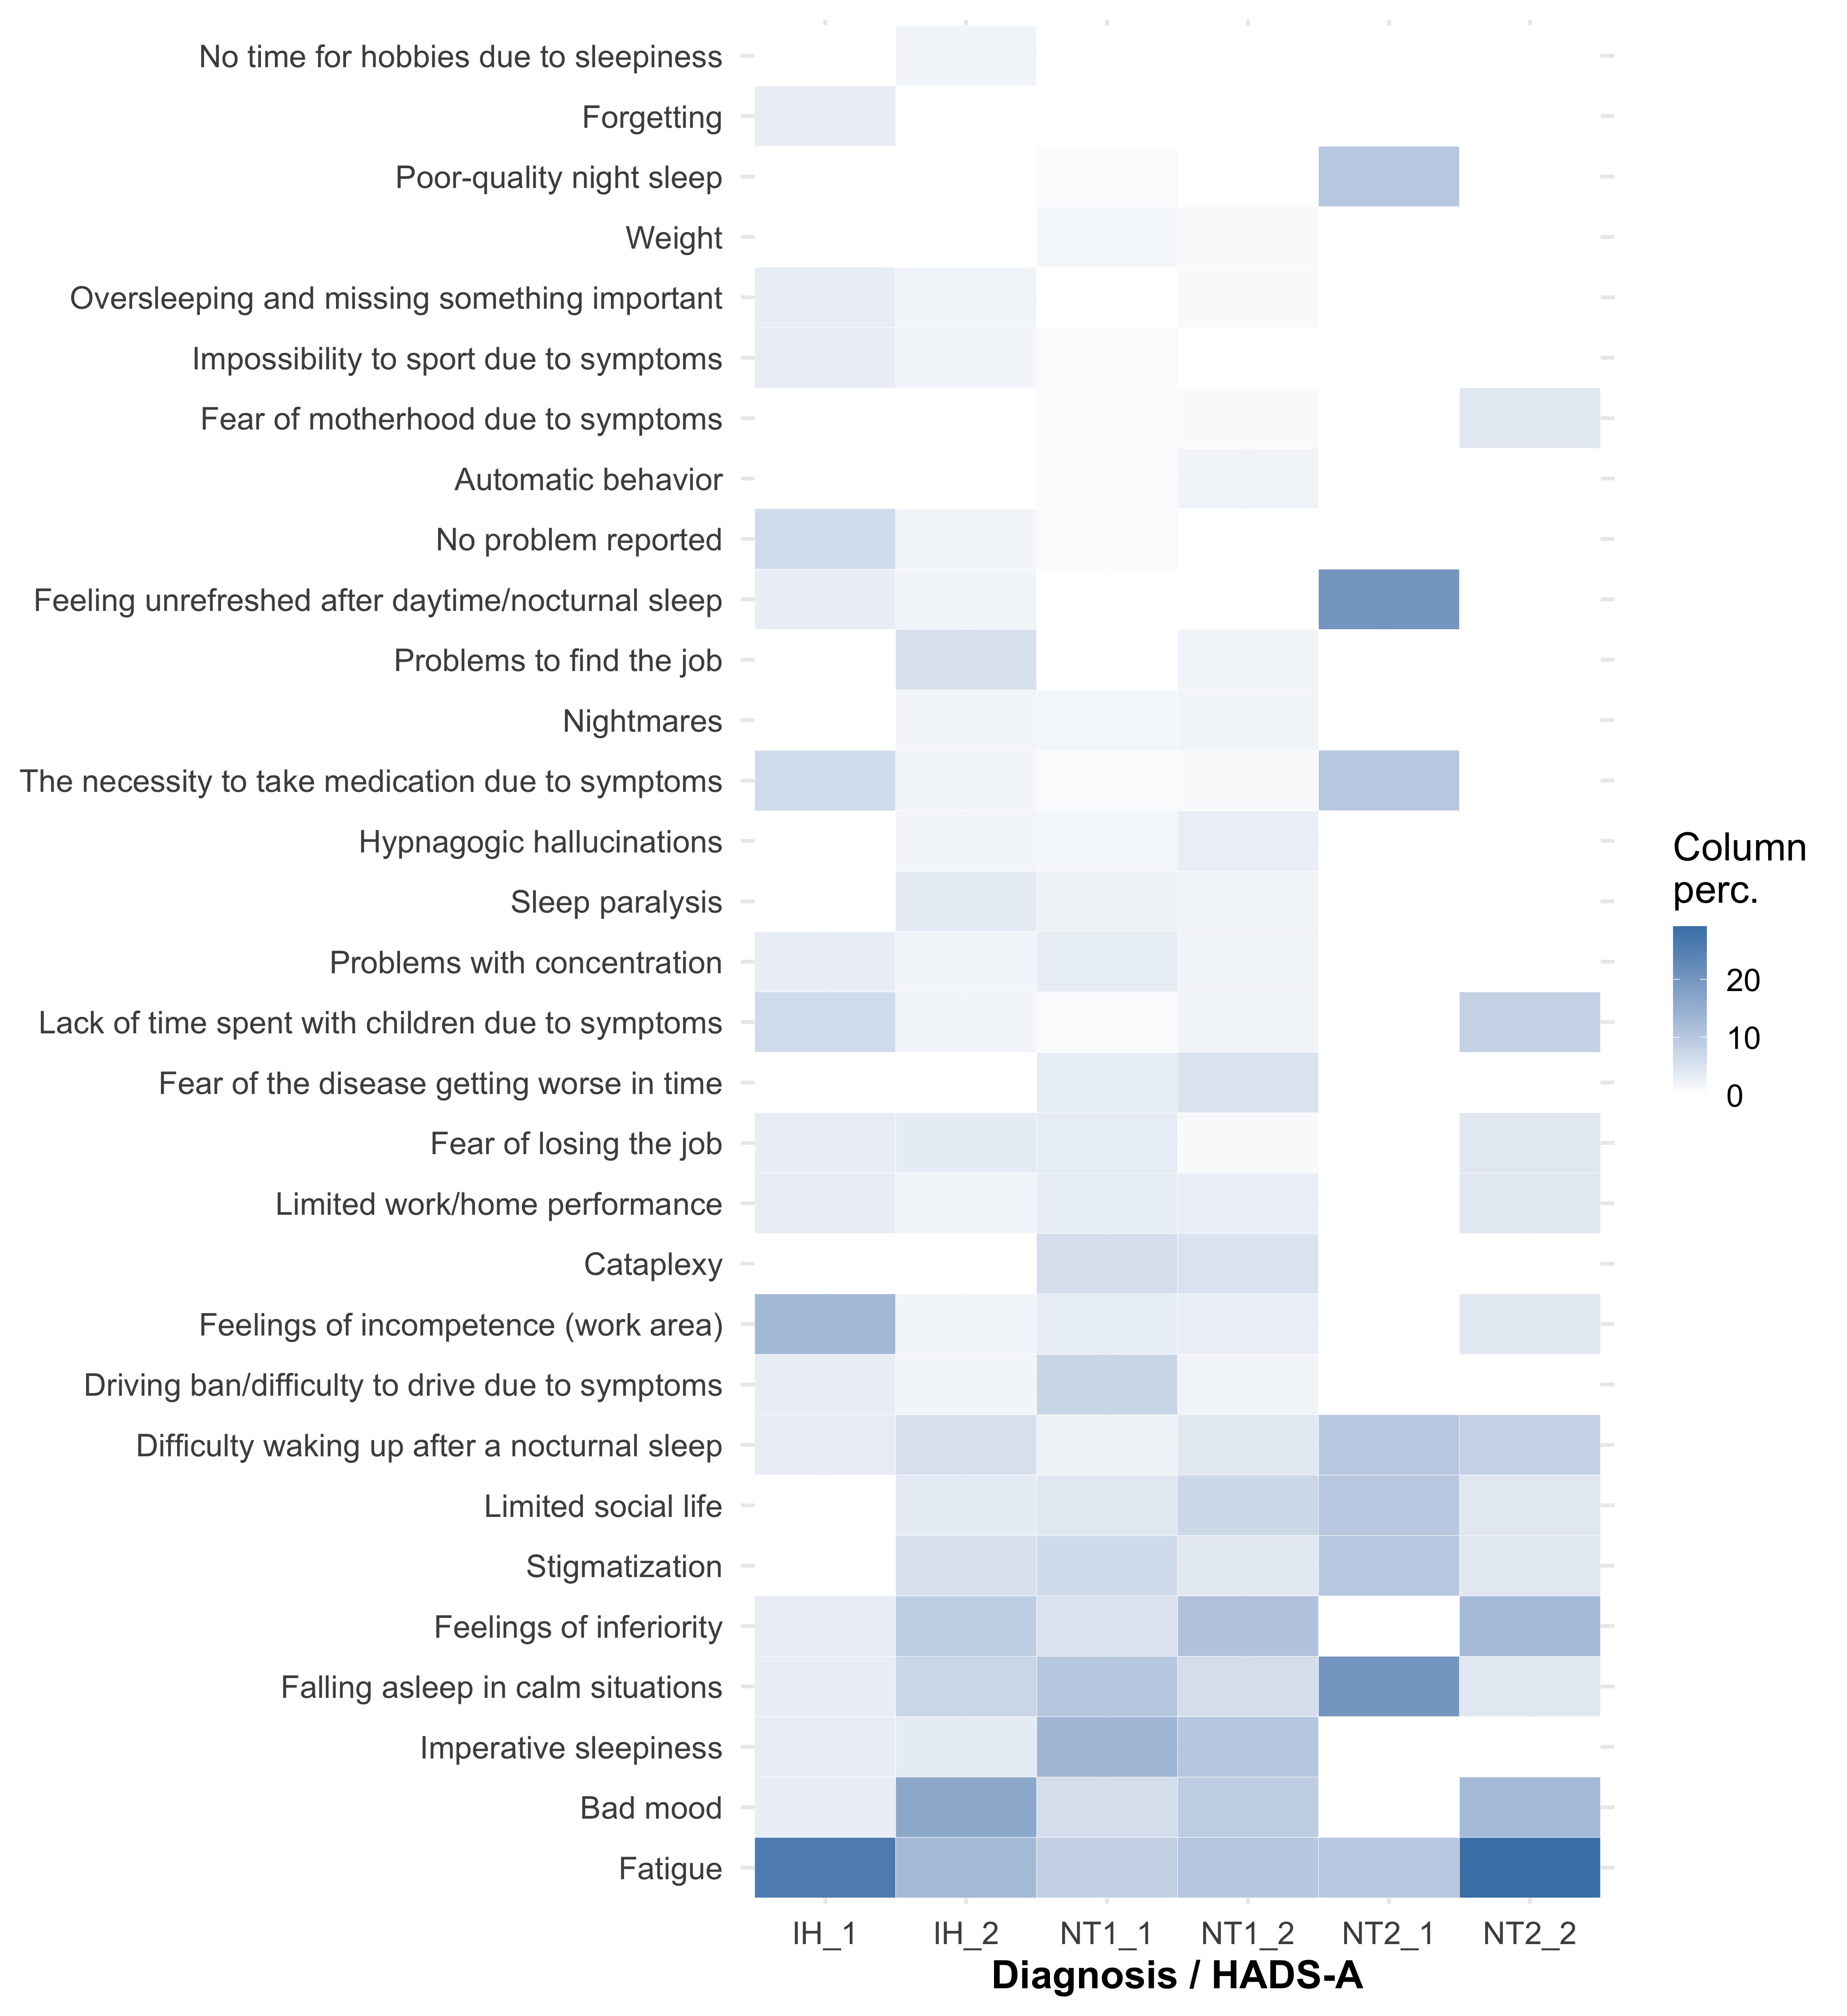 No time for hobbies due to sleepiness
Forgetting
Poor-quality night sleep
Weight
Oversleeping and missing something important
Impossibility to sport due to symptoms
Fear of motherhood due to symptoms
Automatic behavior
No problem reported
Feeling unrefreshed after daytime/nocturnal sleep
Problems to find the job
Nightmares
The necessity to take medication due to symptoms
Hypnagogic hallucinations
Sleep paralysis
Problems with concentration
Lack of time spent with children due to symptoms
Fear of the disease getting worse in time
Fear of losing the job
Limited work/home performance
Cataplexy
Feelings of incompetence (work area)
Driving ban/difficulty to drive due to symptoms
Difficulty waking up after a nocturnal sleep
Limited social life
Stigmatization
Feelings of inferiority
Falling asleep in calm situations
Imperative sleepiness
Bad mood
Fatigue
IH_1 IH_2 NT1_1 NT1_2 NT2_1 NT2_2
Diagnosis / HADS-A
Column
perc.
20
10
0